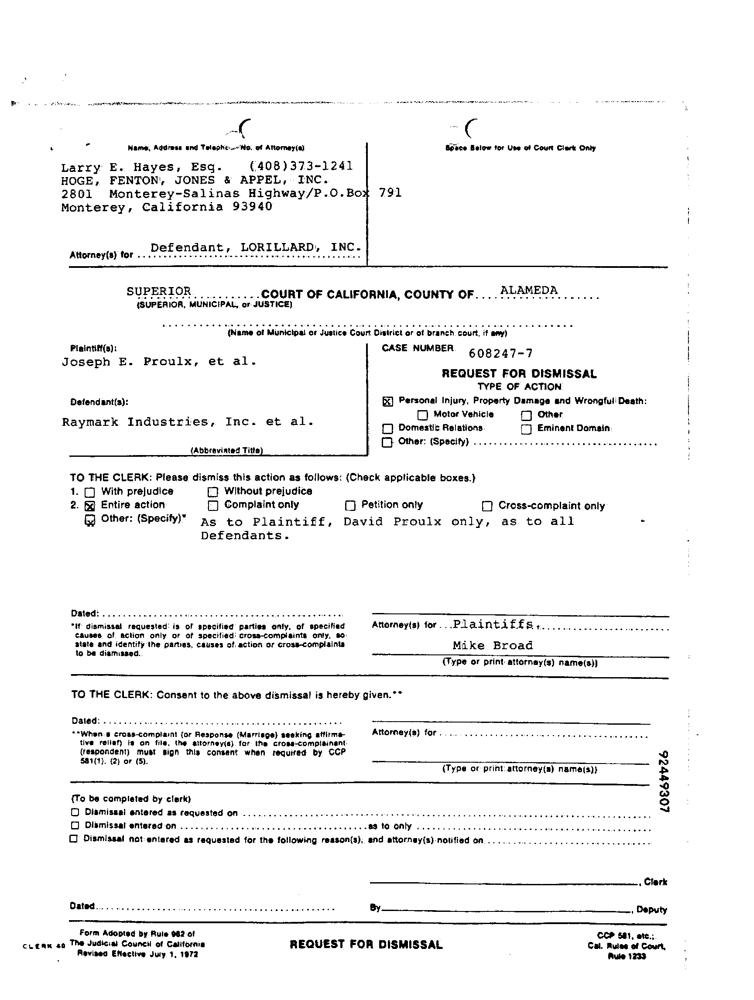 Name, Address and Telepho No. of Attorney(s)
Space Below for Use of Court Clerk Only
Larry E. Hayes, Esq. (408)373-1241
HOGE, FENTON, JONES & APPEL, INC.
2801 Monterey-Salinas Highway/P.O.Box 791
Monterey, California 93940
Attorney(s) for Defendant, LORILLARD, INC.
SUPERIOR COURT OF CALIFORNIA, COUNTY OF ALAMEDA
(SUPERIOR, MUNICIPAL, or JUSTICE)
(Name of Municipal or Justice Court District or of branch court, if any)
Plaintiff(s):
Joseph E. Proulx, et al.
Defendant(s):
Raymark Industries, Inc. et al.
(Abbreviated Title)
CASE NUMBER 608247-7
REQUEST FOR DISMISSAL
TYPE OF ACTION
☒ Personal Injury, Property Damage and Wrongful Death:
☐ Motor Vehicle ☐ Other
☐ Domestic Relations ☐ Eminent Domain
☐ Other: (Specify)
TO THE CLERK: Please dismiss this action as follows: (Check applicable boxes.)
1. ☐ With prejudice ☐ Without prejudice
2. ☒ Entire action ☐ Complaint only ☐ Petition only ☐ Cross-complaint only
☒ Other: (Specify)* As to Plaintiff, David Proulx only, as to all
Defendants.
Dated:
*If dismissal requested is of specified parties only, of specified
causes of action only or of specified cross-complaints only, so
state and identify the parties, causes of action or cross-complaints
to be dismissed.
Attorney(s) for Plaintiffs.
Mike Broad
(Type or print attorney(s) name(s))
TO THE CLERK: Consent to the above dismissal is hereby given.**
Dated:
**When a cross-complaint (or Response (Marriage) seeking affirma-
tive relief) is on file, the attorney(s) for the cross-complainant
(respondent) must sign this consent when required by CCP
581(1), (2) or (5).
Attorney(s) for
(Type or print attorney(s) name(s))
92449307
(To be completed by clerk)
☐ Dismissal entered as requested on
☐ Dismissal entered on as to only
☐ Dismissal not entered as requested for the following reason(s), and attorney(s) notified on
, Clerk
Dated By , Deputy
Form Adopted by Rule 982 of
CLERK 40 The Judicial Council of California
Revised Effective July 1, 1972
REQUEST FOR DISMISSAL
CCP 581, etc.;
Cal. Rules of Court,
Rule 1233